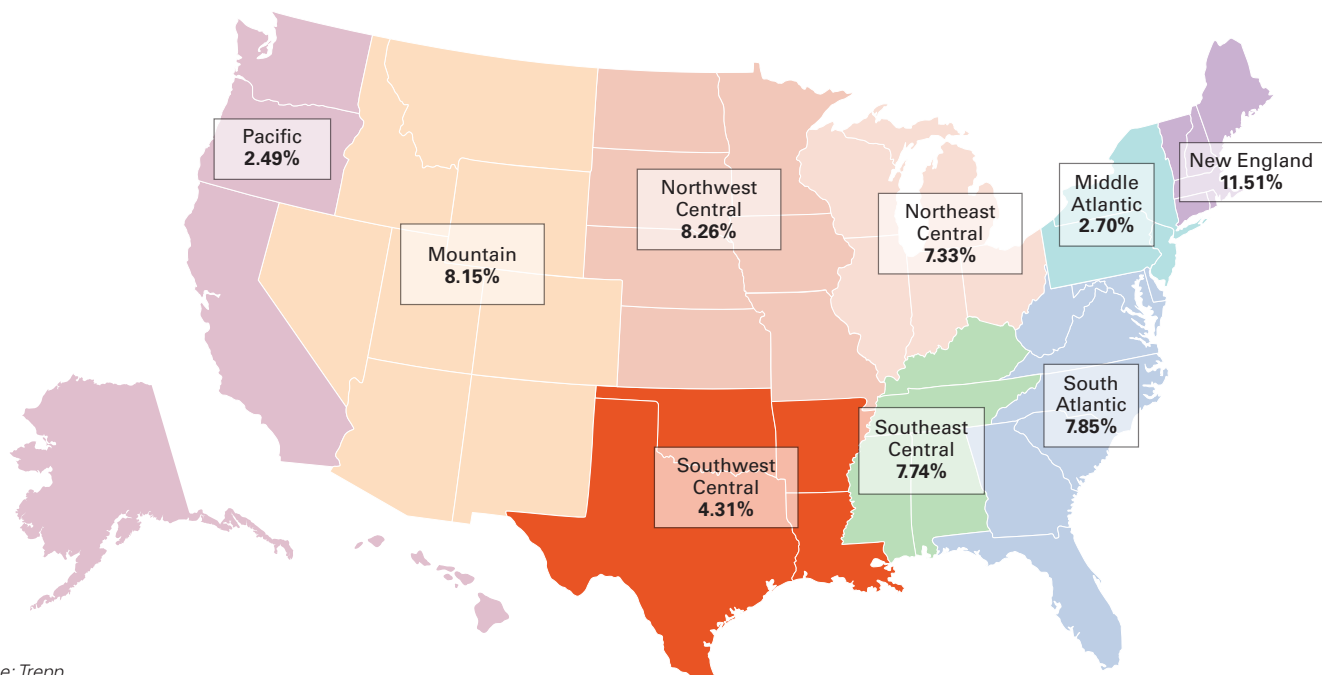 Pacific
2.49%
Mountain
8.15%
Northwest
Central
8.26%
Northeast
Central
7.33%
Middle
Atlantic
2.70%
New England
11.51%
Southwest
Central
4.31%
Southeast
Central
7.74%
South
Atlantic
7.85%
e: Trepp